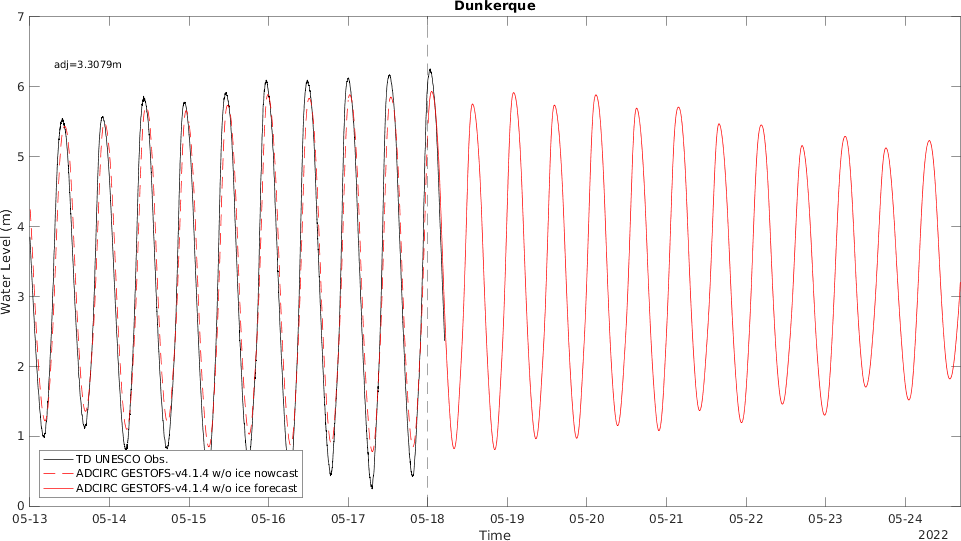 Dunkerque
adj=3.3079m
Water Level (m)
7
6
5
4
3
2
1
0
TD UNESCO Obs.
ADCIRC GESTOFS-v4.1.4 w/o ice nowcast
ADCIRC GESTOFS-v4.1.4 w/o ice forecast
05-13 05-14 05-15 05-16 05-17 05-18 05-19 05-20 05-21 05-22 05-23 05-24
Time
2022